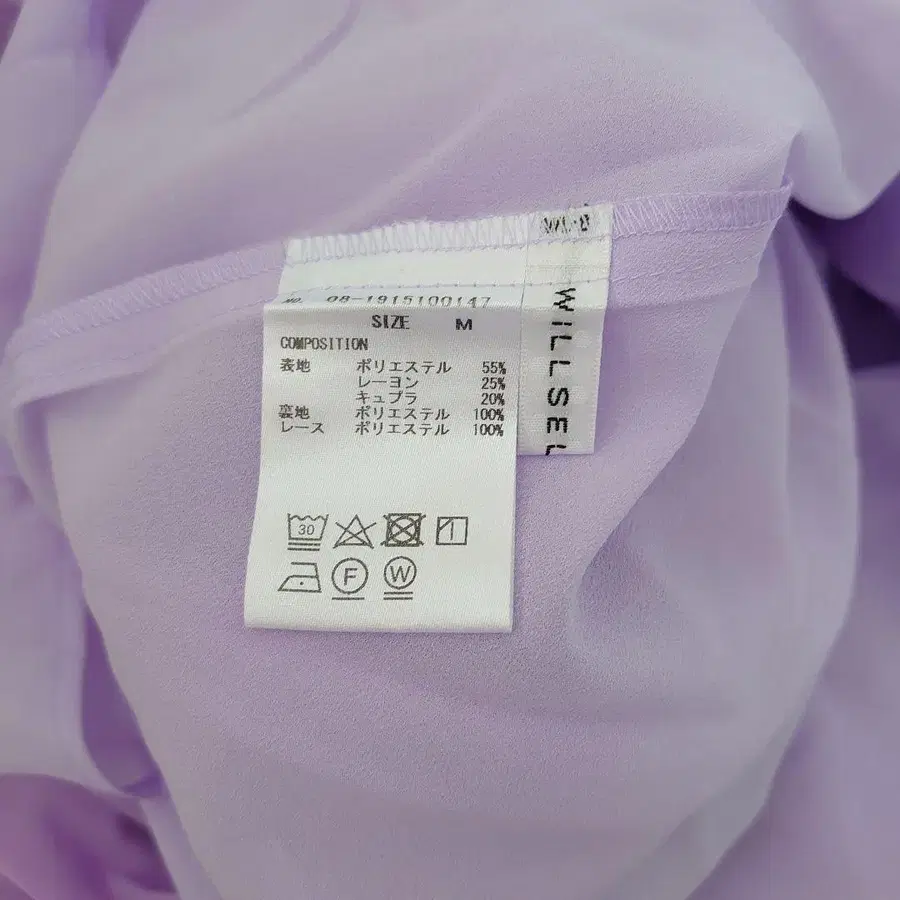 No. 08-1915100147
SIZE M
COMPOSITION
表地 ポリエステル 55%
レーヨン 25%
キュプラ 20%
裏地 ポリエステル 100%
レース ポリエステル 100%
30
F
W
WILLSEL